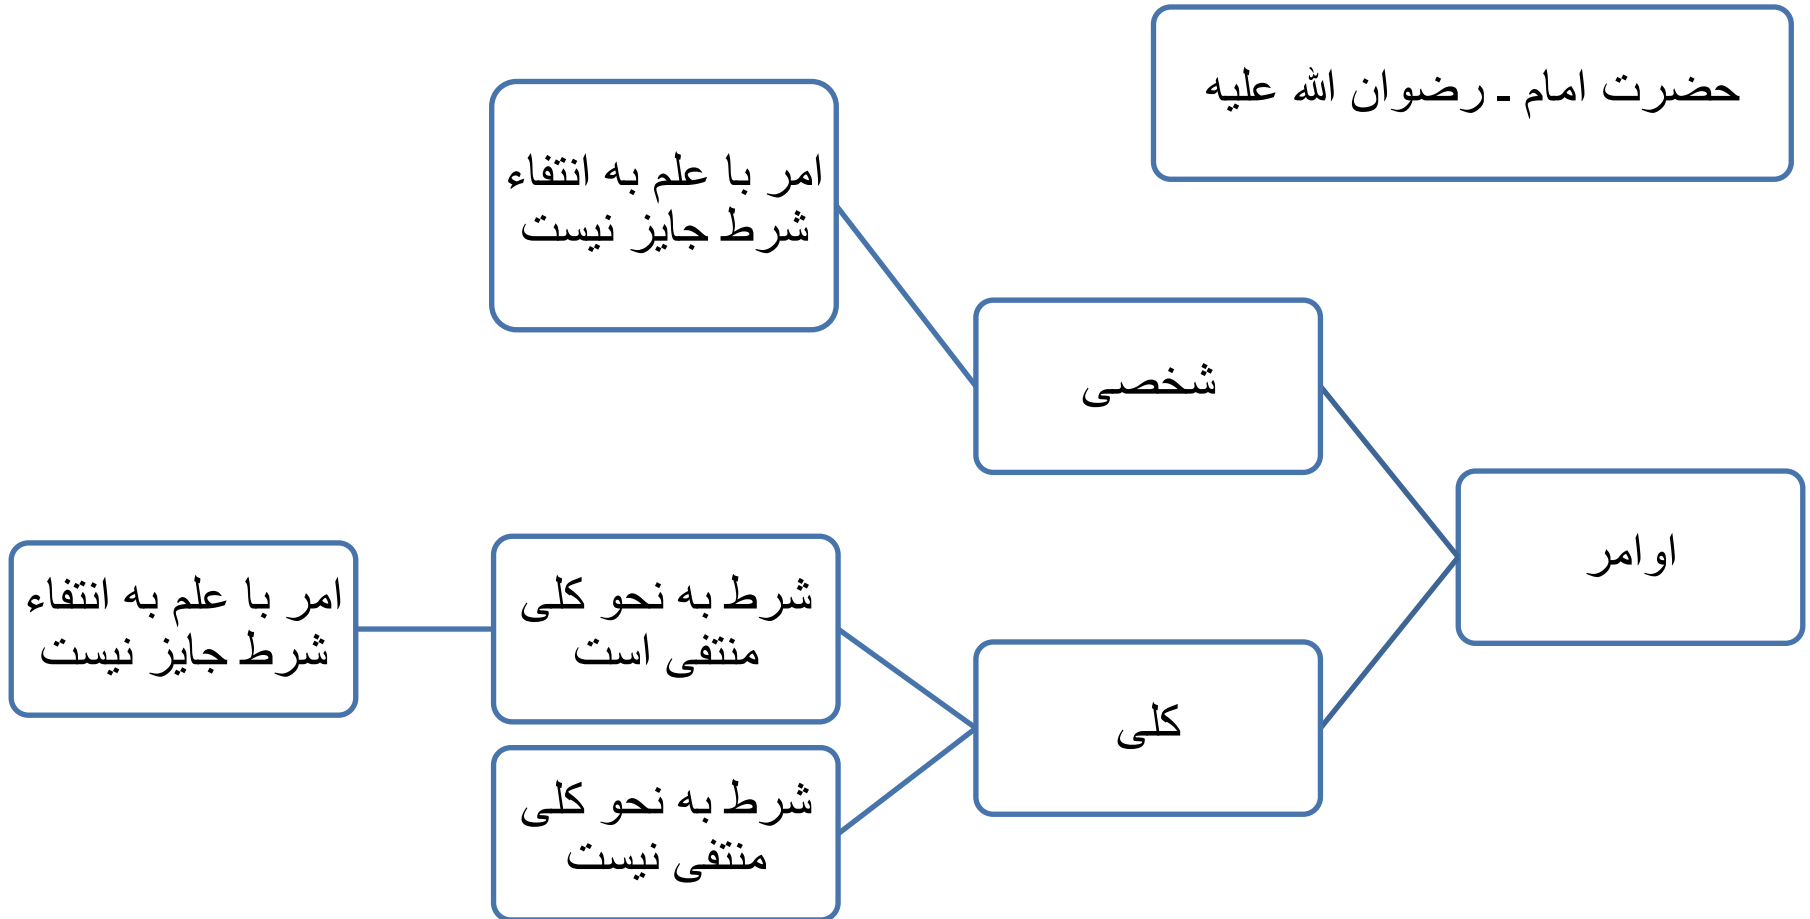 حضرت امام ـ رضوان الله علیه
اوامر
شخصی
امر با علم به انتفاء
شرط جایز نیست
کلی
شرط به نحو کلی
منتفی است
امر با علم به انتفاء
شرط جایز نیست
شرط به نحو کلی
منتفی نیست